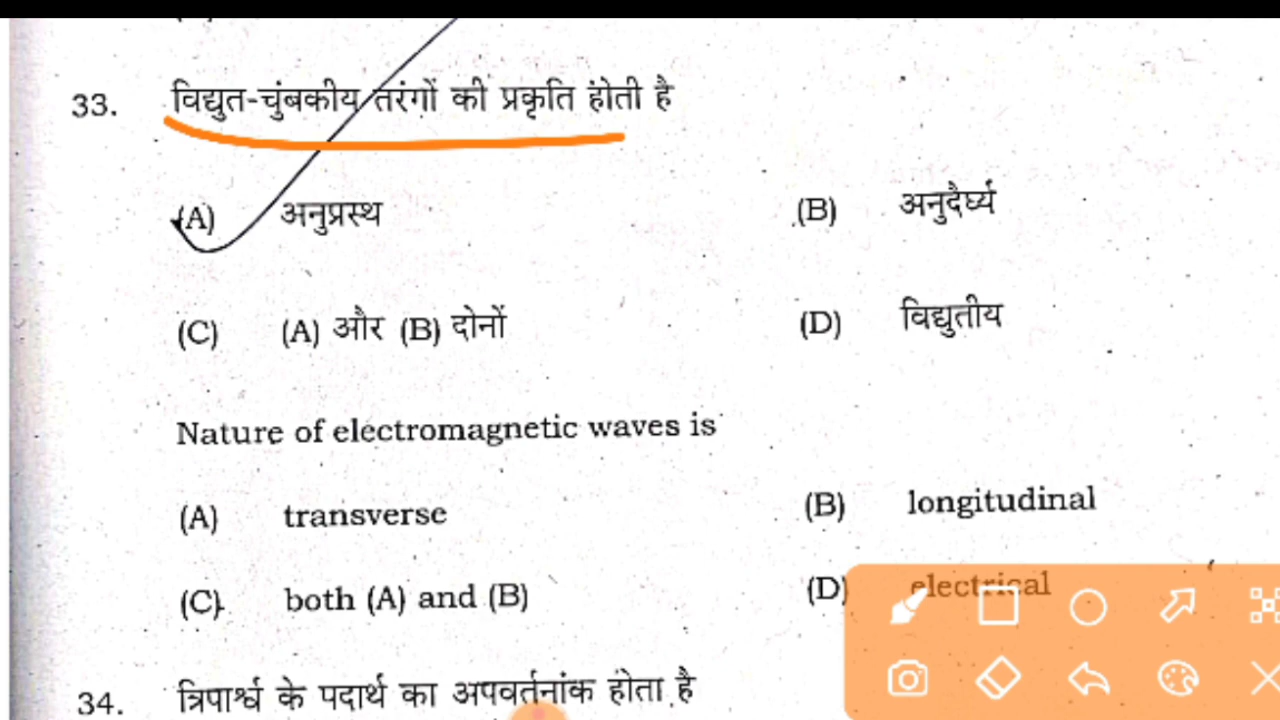 33. विद्युत-चुंबकीय तरंगों की प्रकृति होती है
(A) अनुप्रस्थ (B) अनुदैर्घ्य
(C) (A) और (B) दोनों (D) विद्युतीय
Nature of electromagnetic waves is
(A) transverse (B) longitudinal
(C) both (A) and (B) (D) electrical
34. त्रिपार्श्व के पदार्थ का अपवर्तनांक होता है